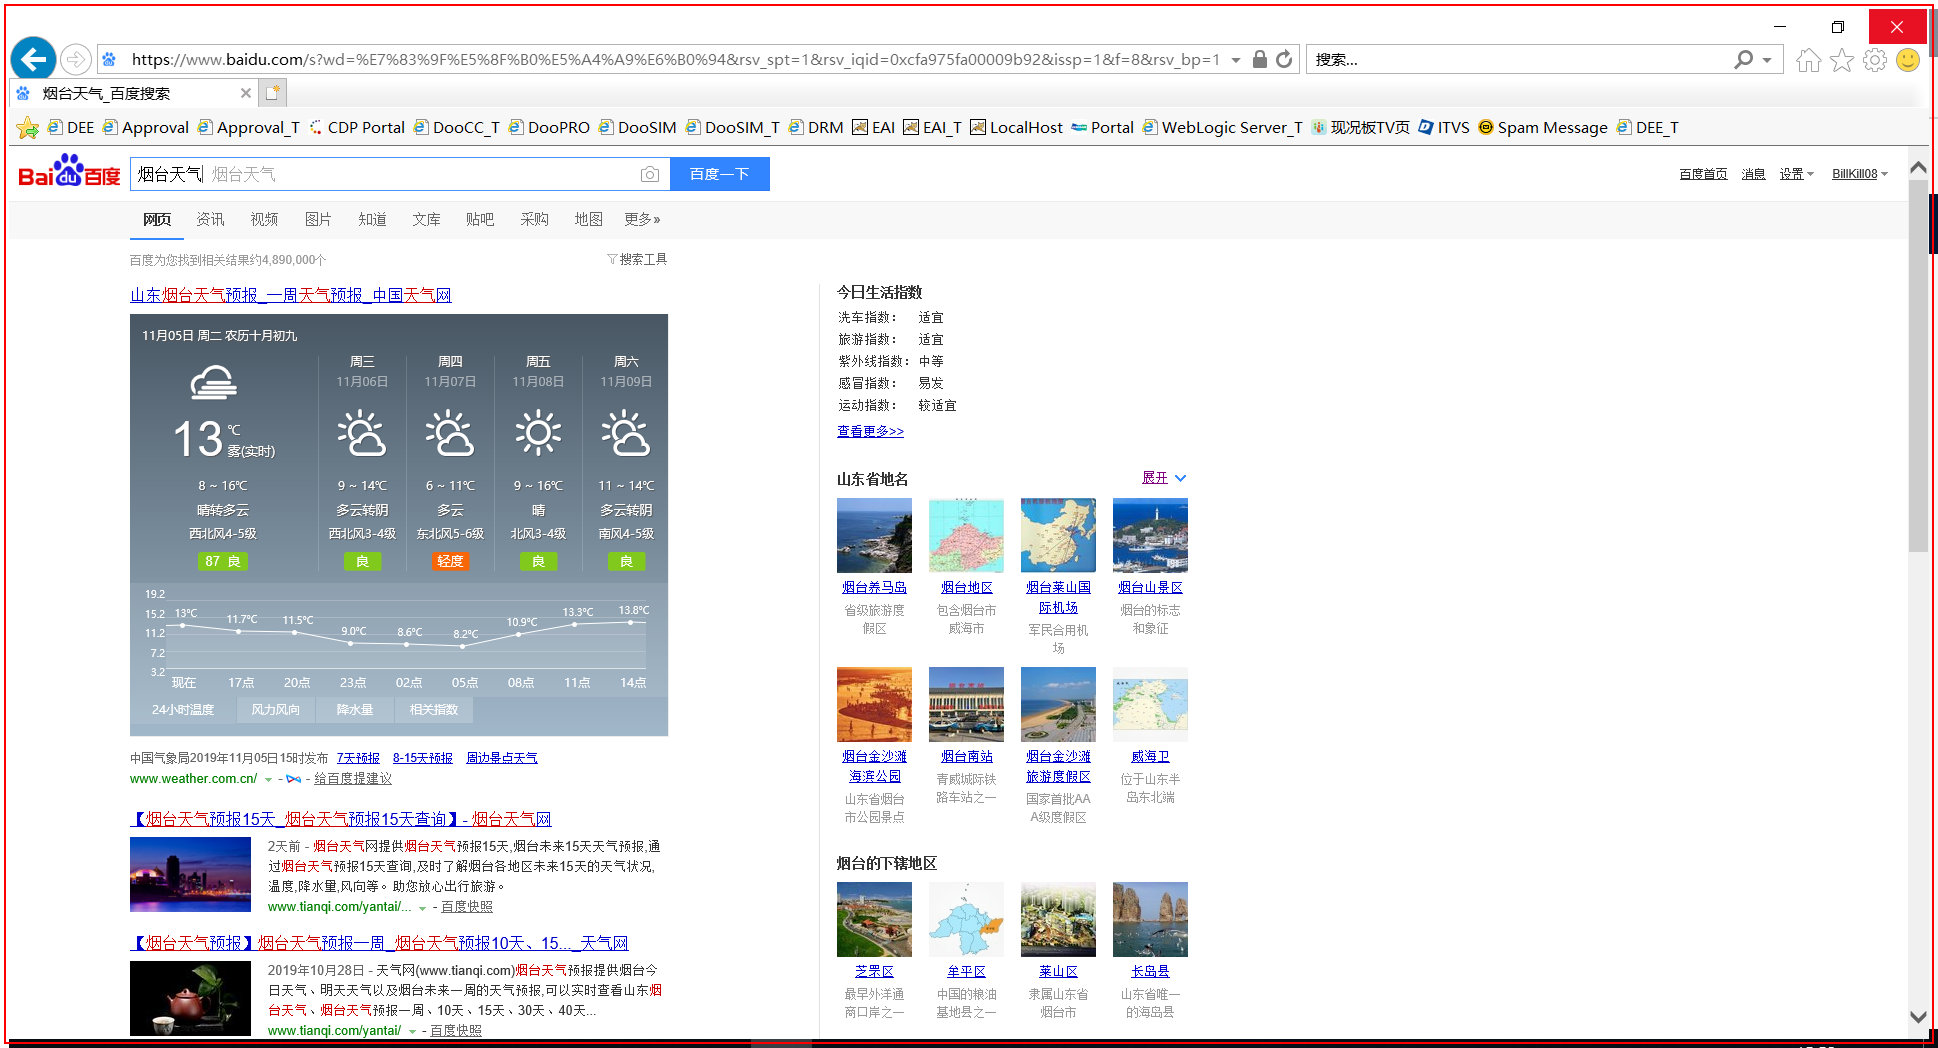 https://www.baidu.com/s?wd=%E7%83%9F%E5%8F%B0%E5%A4%A9%E6%B0%94&rsv_spt=1&rsv_iqid=0xcfa975fa00009b92&issp=1&f=8&rsv_bp=1
搜索...
烟台天气_百度搜索
DEE Approval Approval_T CDP Portal DooCC_T DooPRO DooSIM DooSIM_T DRM EAI EAI_T LocalHost Portal WebLogic Server_T 现况板TV页 ITVS Spam Message DEE_T
Bai du 百度 烟台天气 烟台天气 百度一下
百度首页 消息 设置 BillKill08
网页 资讯 视频 图片 知道 文库 贴吧 采购 地图 更多»
百度为您找到相关结果约4,890,000个 搜索工具
山东烟台天气预报_一周天气预报_中国天气网
11月05日 周二 农历十月初九
周三 周四 周五 周六
11月06日 11月07日 11月08日 11月09日
13 ℃
雾(实时)
8 ~ 16℃ 9 ~ 14℃ 6 ~ 11℃ 9 ~ 16℃ 11 ~ 14℃
晴转多云 多云转阴 多云 晴 多云转阴
西北风4-5级 西北风3-4级 东北风5-6级 北风3-4级 南风4-5级
87 良 良 轻度 良 良
19.2
15.2
11.2
7.2
3.2
13℃ 11.7℃ 11.5℃ 9.0℃ 8.6℃ 8.2℃ 10.9℃ 13.3℃ 13.8℃
现在 17点 20点 23点 02点 05点 08点 11点 14点
24小时温度 风力风向 降水量 相关指数
中国气象局2019年11月05日15时发布 7天预报 8-15天预报 周边景点天气
www.weather.com.cn/ - - 给百度提建议
【烟台天气预报15天_烟台天气预报15天查询】- 烟台天气网
2天前 - 烟台天气网提供烟台天气预报15天,烟台未来15天天气预报,通
过烟台天气预报15天查询,及时了解烟台各地区未来15天的天气状况,
温度,降水量,风向等。助您放心出行旅游。
www.tianqi.com/yantai/... - 百度快照
【烟台天气预报】烟台天气预报一周_烟台天气预报10天、15..._天气网
2019年10月28日 - 天气网(www.tianqi.com)烟台天气预报提供烟台今
日天气、明天天气以及烟台未来一周的天气预报,可以实时查看山东烟
台天气、烟台天气预报一周、10天、15天、30天、40天...
www.tianqi.com/yantai/ - 百度快照
今日生活指数
洗车指数： 适宜
旅游指数： 适宜
紫外线指数： 中等
感冒指数： 易发
运动指数： 较适宜
查看更多>>
山东省地名 展开
烟台养马岛 烟台地区 烟台莱山国 烟台山景区
际机场
省级旅游度 包含烟台市 军民合用机 烟台的标志
假区 威海市 场 和象征
烟台金沙滩 烟台南站 烟台金沙滩 威海卫
海滨公园 旅游度假区
山东省烟台 青威城际铁 国家首批AA 位于山东半
市公园景点 路车站之一 A级度假区 岛东北端
烟台的下辖地区
芝罘区 牟平区 莱山区 长岛县
最早外洋通 中国的粮油 隶属山东省 山东省唯一
商口岸之一 基地县之一 烟台市 的海岛县